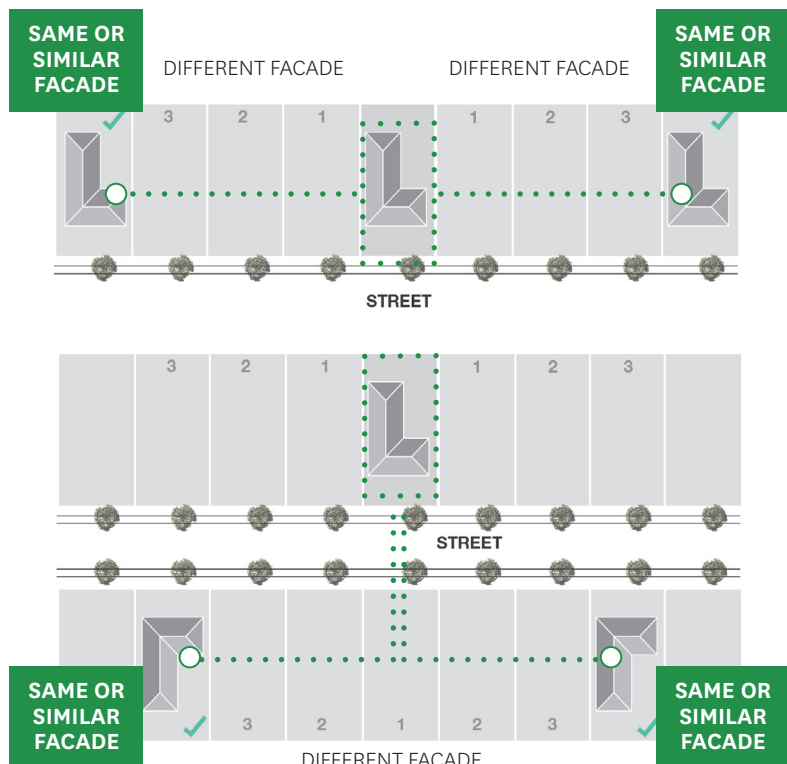 SAME OR
SIMILAR
FACADE
DIFFERENT FACADE
DIFFERENT FACADE
SAME OR
SIMILAR
FACADE
3 2 1 1 2 3
STREET
3 2 1 1 2 3
STREET
SAME OR
SIMILAR
FACADE
3 2 1 2 3
SAME OR
SIMILAR
FACADE
DIFFERENT FACADE